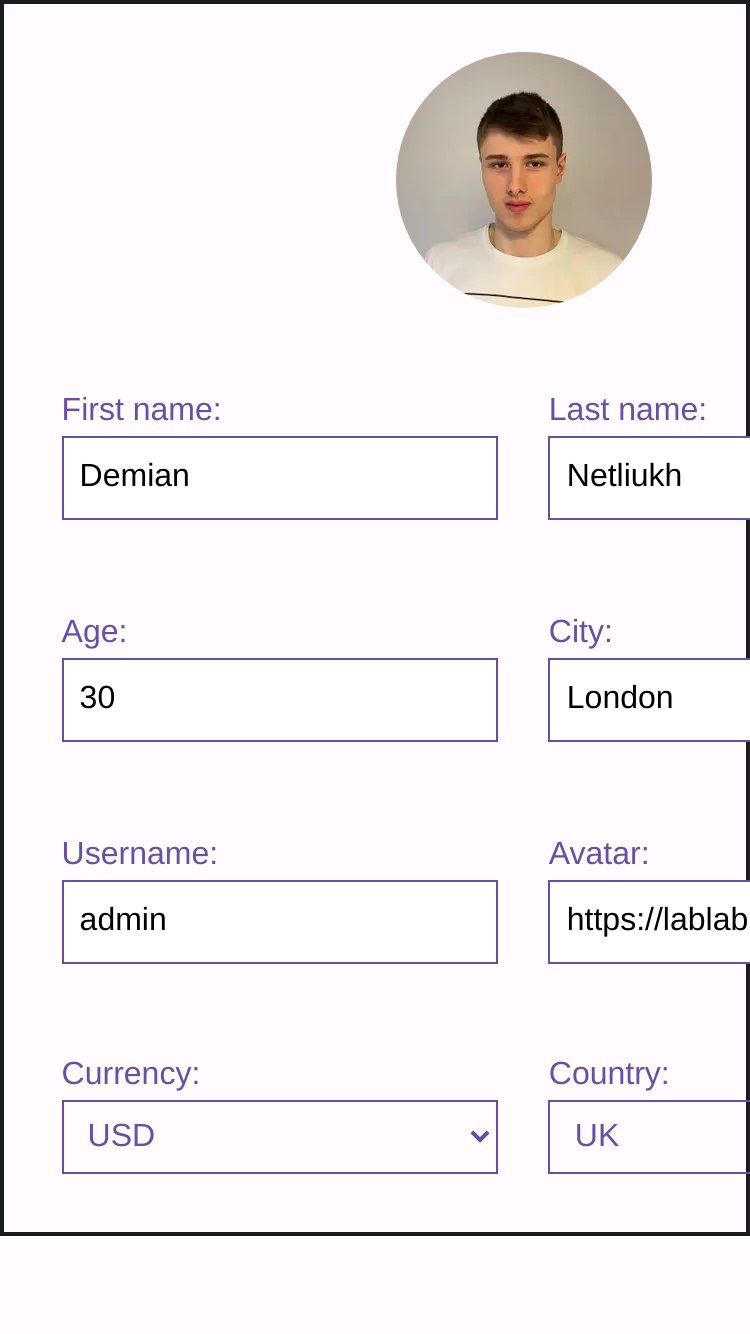 First name: Last name:
Demian Netliukh
Age: City:
30 London
Username: Avatar:
admin https://lablab
Currency: Country:
USD UK